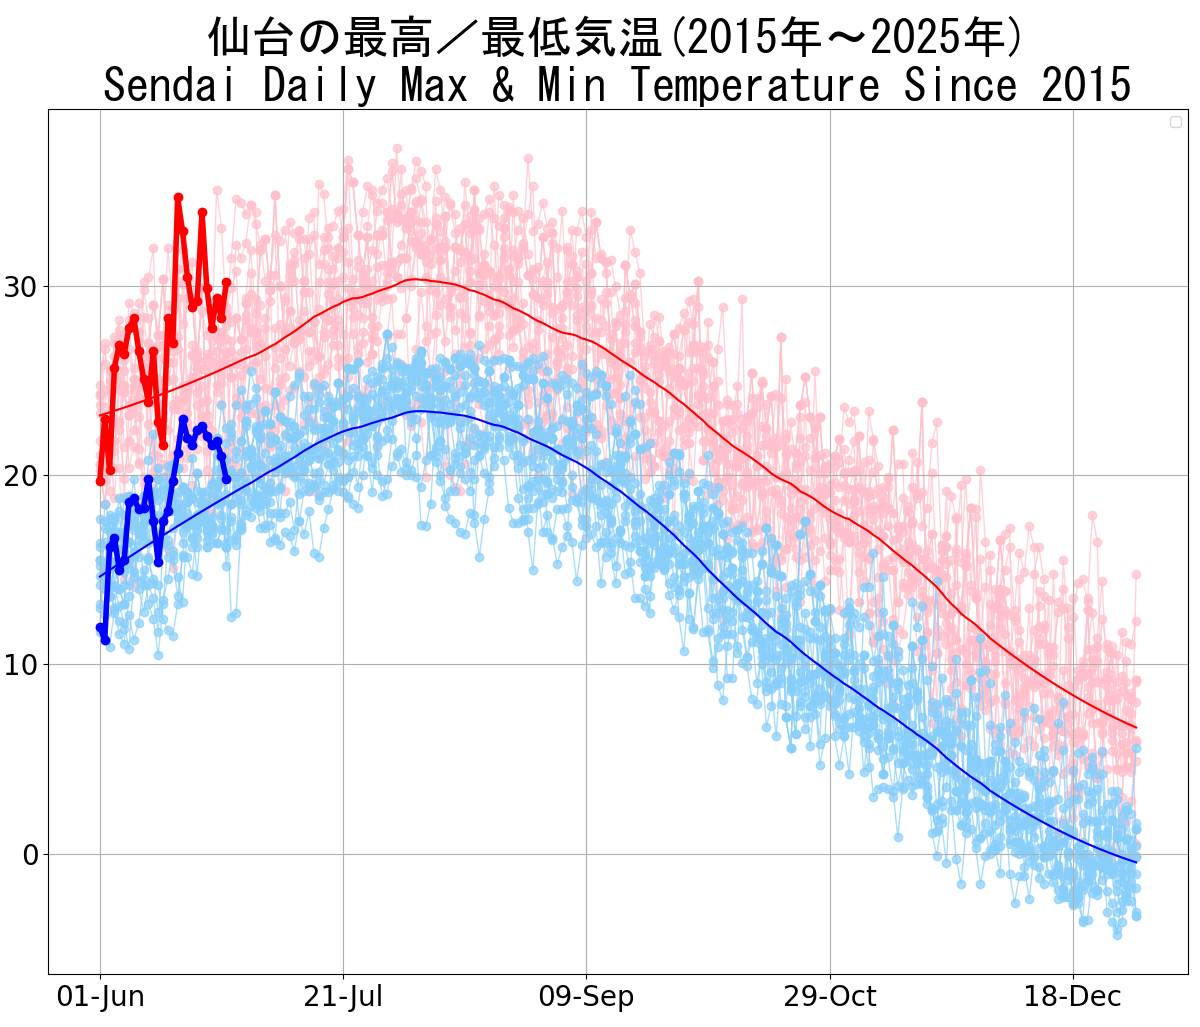 仙台の最高／最低気温(2015年～2025年)
Sendai Daily Max & Min Temperature Since 2015
30
20
10
0
01-Jun 21-Jul 09-Sep 29-Oct 18-Dec